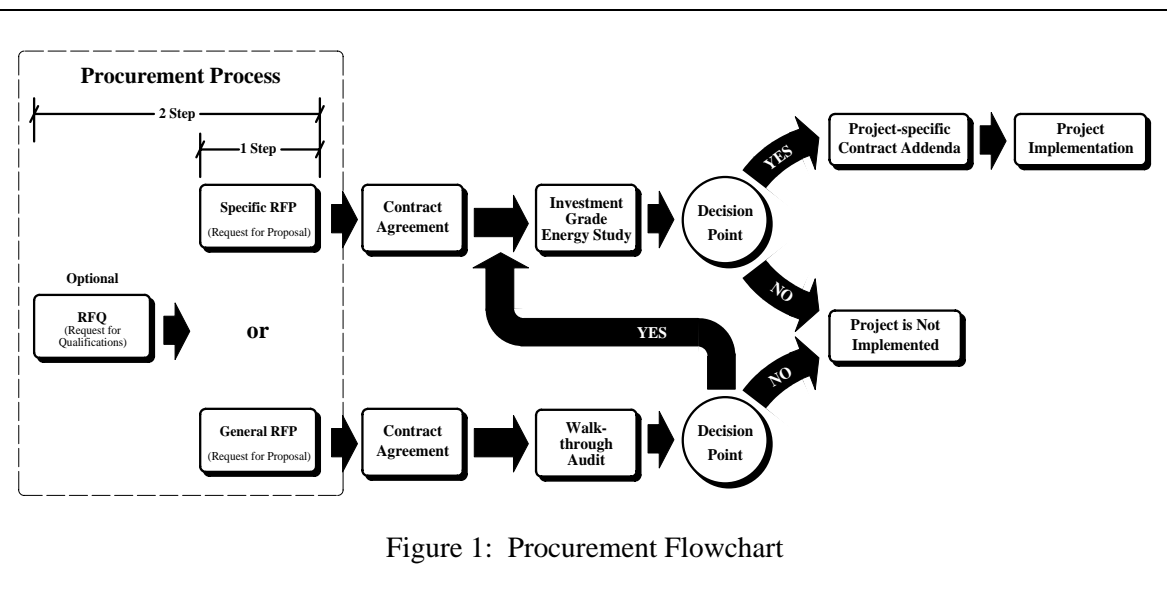 Procurement Process
2 Step
1 Step
Specific RFP
(Request for Proposal)
Contract
Agreement
Investment
Grade
Energy Study
Decision
Point
YES
Project-specific
Contract Addenda
Project
Implementation
NO
Optional
RFQ
(Request for
Qualifications)
or
YES
Project is Not
Implemented
NO
General RFP
(Request for Proposal)
Contract
Agreement
Walk-
through
Audit
Decision
Point
Figure 1: Procurement Flowchart